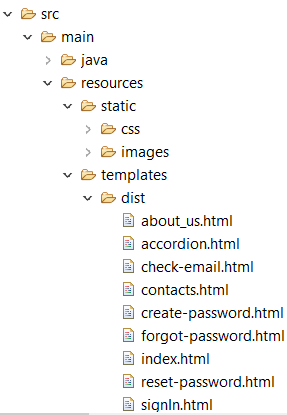 src
main
java
resources
static
css
images
templates
dist
about_us.html
accordion.html
check-email.html
contacts.html
create-password.html
forgot-password.html
index.html
reset-password.html
signIn.html